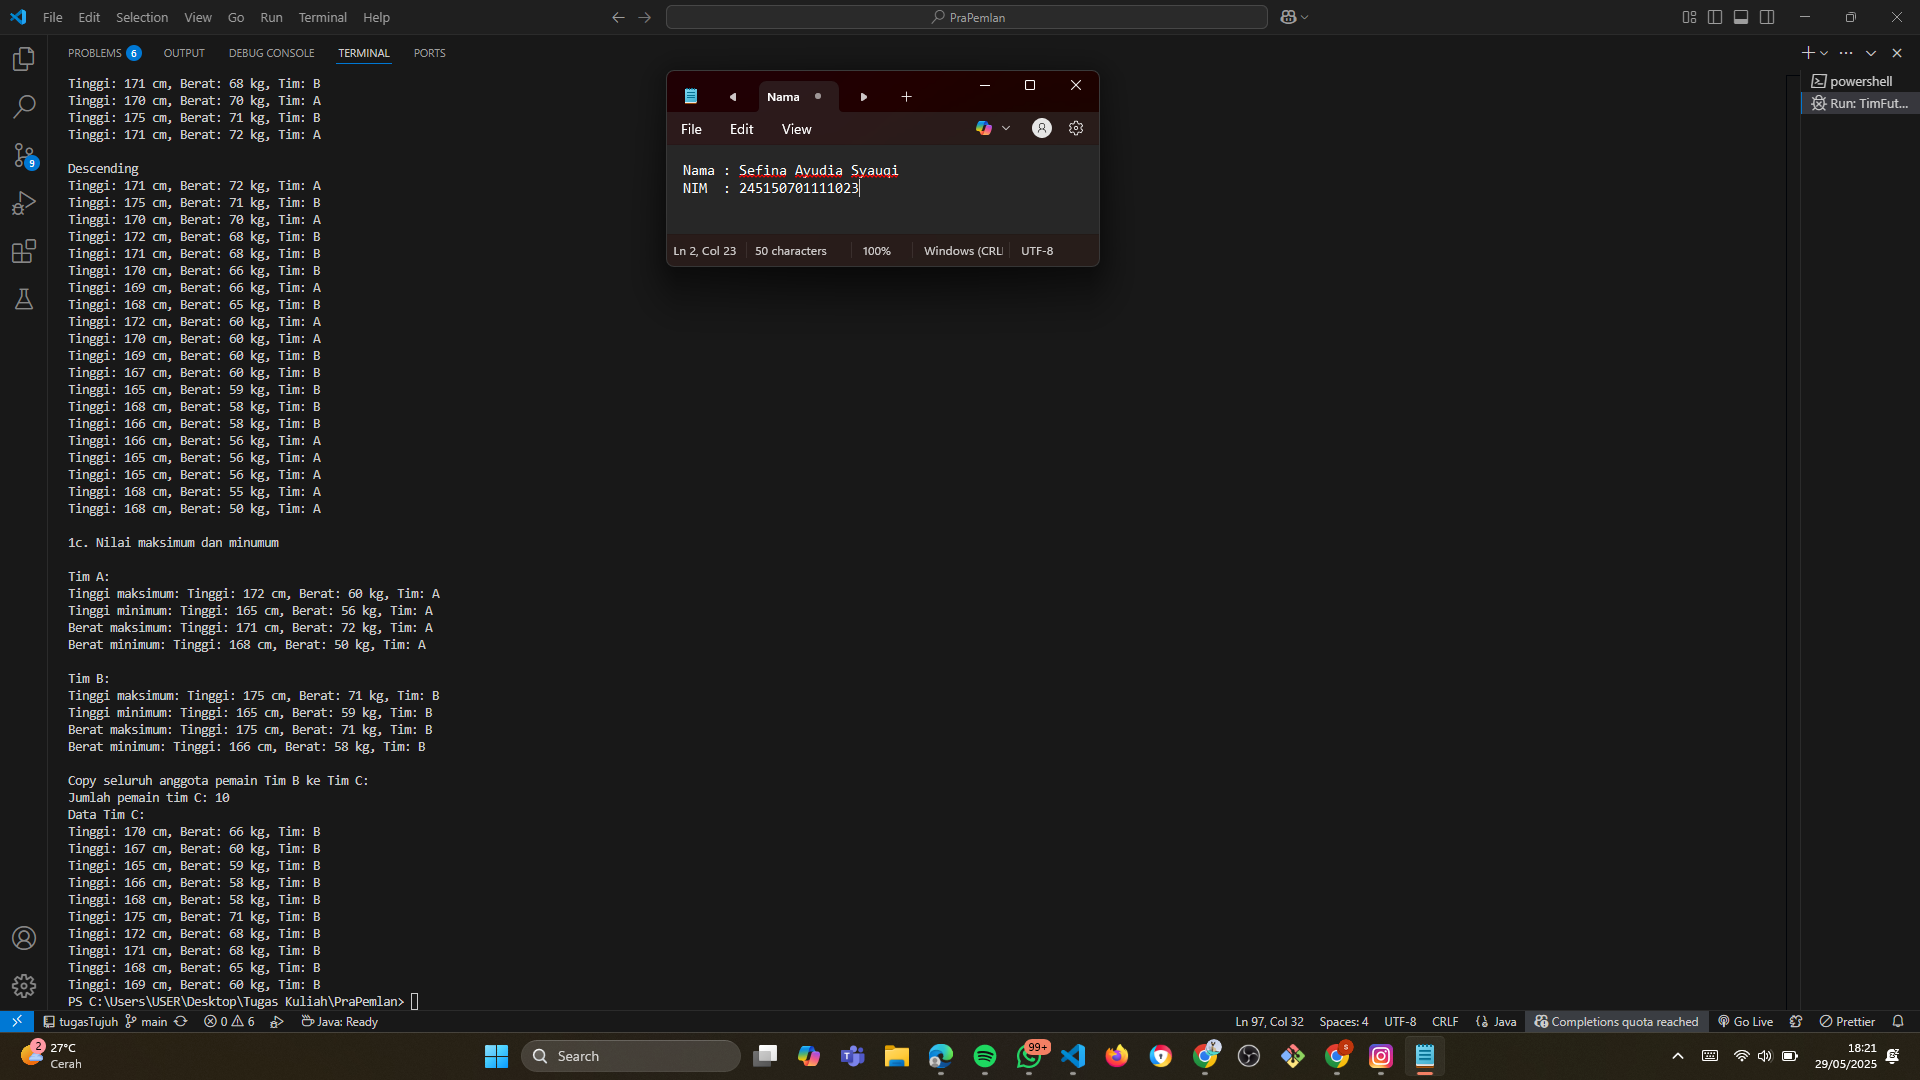 File Edit Selection View Go Run Terminal Help
PraPemlan
PROBLEMS 6 OUTPUT DEBUG CONSOLE TERMINAL PORTS
powershell
Run: TimFut...
9
Tinggi: 171 cm, Berat: 68 kg, Tim: B
Tinggi: 170 cm, Berat: 70 kg, Tim: A
Tinggi: 175 cm, Berat: 71 kg, Tim: B
Tinggi: 171 cm, Berat: 72 kg, Tim: A
Descending
Tinggi: 171 cm, Berat: 72 kg, Tim: A
Tinggi: 175 cm, Berat: 71 kg, Tim: B
Tinggi: 170 cm, Berat: 70 kg, Tim: A
Tinggi: 172 cm, Berat: 68 kg, Tim: B
Tinggi: 171 cm, Berat: 68 kg, Tim: B
Tinggi: 170 cm, Berat: 66 kg, Tim: B
Tinggi: 169 cm, Berat: 66 kg, Tim: A
Tinggi: 168 cm, Berat: 65 kg, Tim: B
Tinggi: 172 cm, Berat: 60 kg, Tim: A
Tinggi: 170 cm, Berat: 60 kg, Tim: A
Tinggi: 169 cm, Berat: 60 kg, Tim: B
Tinggi: 167 cm, Berat: 60 kg, Tim: B
Tinggi: 165 cm, Berat: 59 kg, Tim: B
Tinggi: 168 cm, Berat: 58 kg, Tim: B
Tinggi: 166 cm, Berat: 58 kg, Tim: B
Tinggi: 166 cm, Berat: 56 kg, Tim: A
Tinggi: 165 cm, Berat: 56 kg, Tim: A
Tinggi: 165 cm, Berat: 56 kg, Tim: A
Tinggi: 168 cm, Berat: 55 kg, Tim: A
Tinggi: 168 cm, Berat: 50 kg, Tim: A
1c. Nilai maksimum dan minumum
Tim A:
Tinggi maksimum: Tinggi: 172 cm, Berat: 60 kg, Tim: A
Tinggi minimum: Tinggi: 165 cm, Berat: 56 kg, Tim: A
Berat maksimum: Tinggi: 171 cm, Berat: 72 kg, Tim: A
Berat minimum: Tinggi: 168 cm, Berat: 50 kg, Tim: A
Tim B:
Tinggi maksimum: Tinggi: 175 cm, Berat: 71 kg, Tim: B
Tinggi minimum: Tinggi: 165 cm, Berat: 59 kg, Tim: B
Berat maksimum: Tinggi: 175 cm, Berat: 71 kg, Tim: B
Berat minimum: Tinggi: 166 cm, Berat: 58 kg, Tim: B
Copy seluruh anggota pemain Tim B ke Tim C:
Jumlah pemain tim C: 10
Data Tim C:
Tinggi: 170 cm, Berat: 66 kg, Tim: B
Tinggi: 167 cm, Berat: 60 kg, Tim: B
Tinggi: 165 cm, Berat: 59 kg, Tim: B
Tinggi: 166 cm, Berat: 58 kg, Tim: B
Tinggi: 168 cm, Berat: 58 kg, Tim: B
Tinggi: 175 cm, Berat: 71 kg, Tim: B
Tinggi: 172 cm, Berat: 68 kg, Tim: B
Tinggi: 171 cm, Berat: 68 kg, Tim: B
Tinggi: 168 cm, Berat: 65 kg, Tim: B
Tinggi: 169 cm, Berat: 60 kg, Tim: B
PS C:\Users\USER\Desktop\Tugas Kuliah\PraPemlan>
Nama
File Edit View
Nama : Sefina Ayudia Syauqi
NIM : 245150701111023
Ln 2, Col 23 50 characters 100% Windows (CRL UTF-8
tugasTujuh main 0 6 Java: Ready
Ln 97, Col 32 Spaces: 4 UTF-8 CRLF Java Completions quota reached Go Live Prettier
2
27°C
Cerah
Search
99+
18:21
29/05/2025